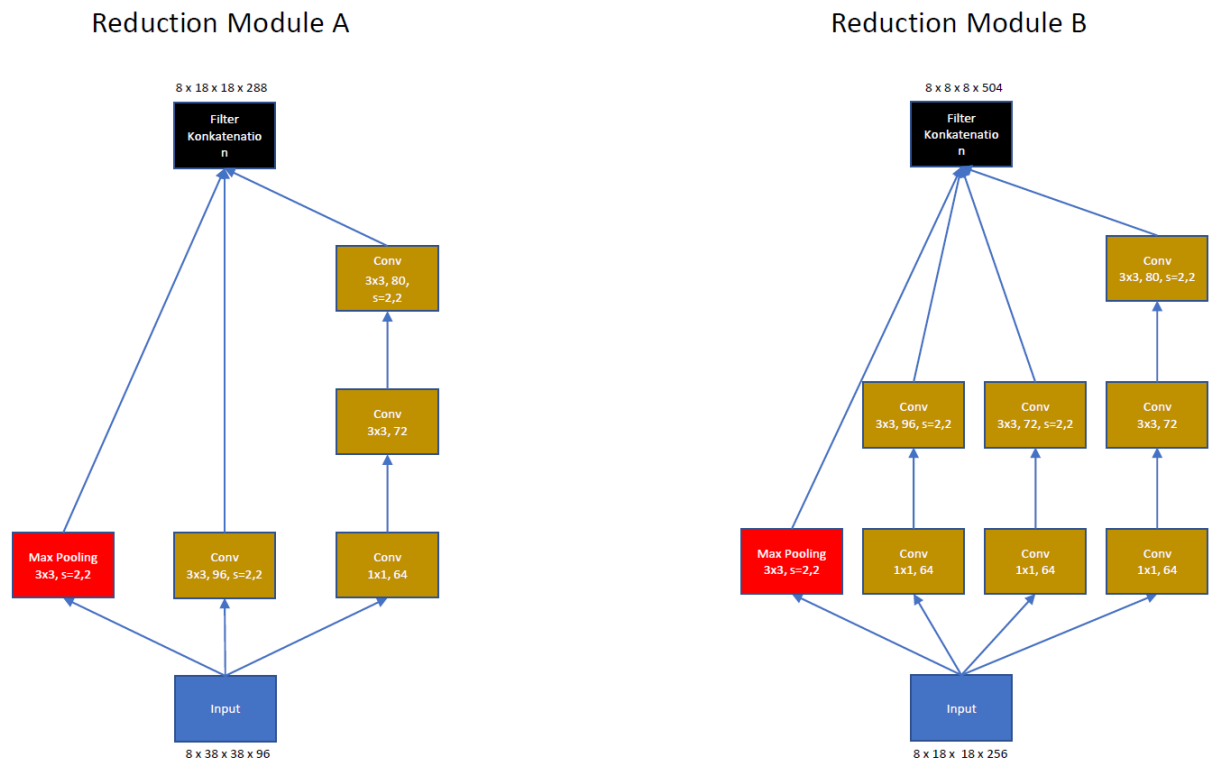 Reduction Module A
8 x 18 x 18 x 288
Filter
Konkatenatio
n
Conv
3x3, 80,
s=2,2
Conv
3x3, 72
Max Pooling
3x3, s=2,2
Conv
3x3, 96, s=2,2
Conv
1x1, 64
Input
8 x 38 x 38 x 96
Reduction Module B
8 x 8 x 8 x 504
Filter
Konkatenation
n
Conv
3x3, 80, s=2,2
Conv
3x3, 96, s=2,2
Conv
3x3, 72, s=2,2
Conv
3x3, 72
Max Pooling
3x3, s=2,2
Conv
1x1, 64
Conv
1x1, 64
Conv
1x1, 64
Input
8 x 18 x  18 x 256